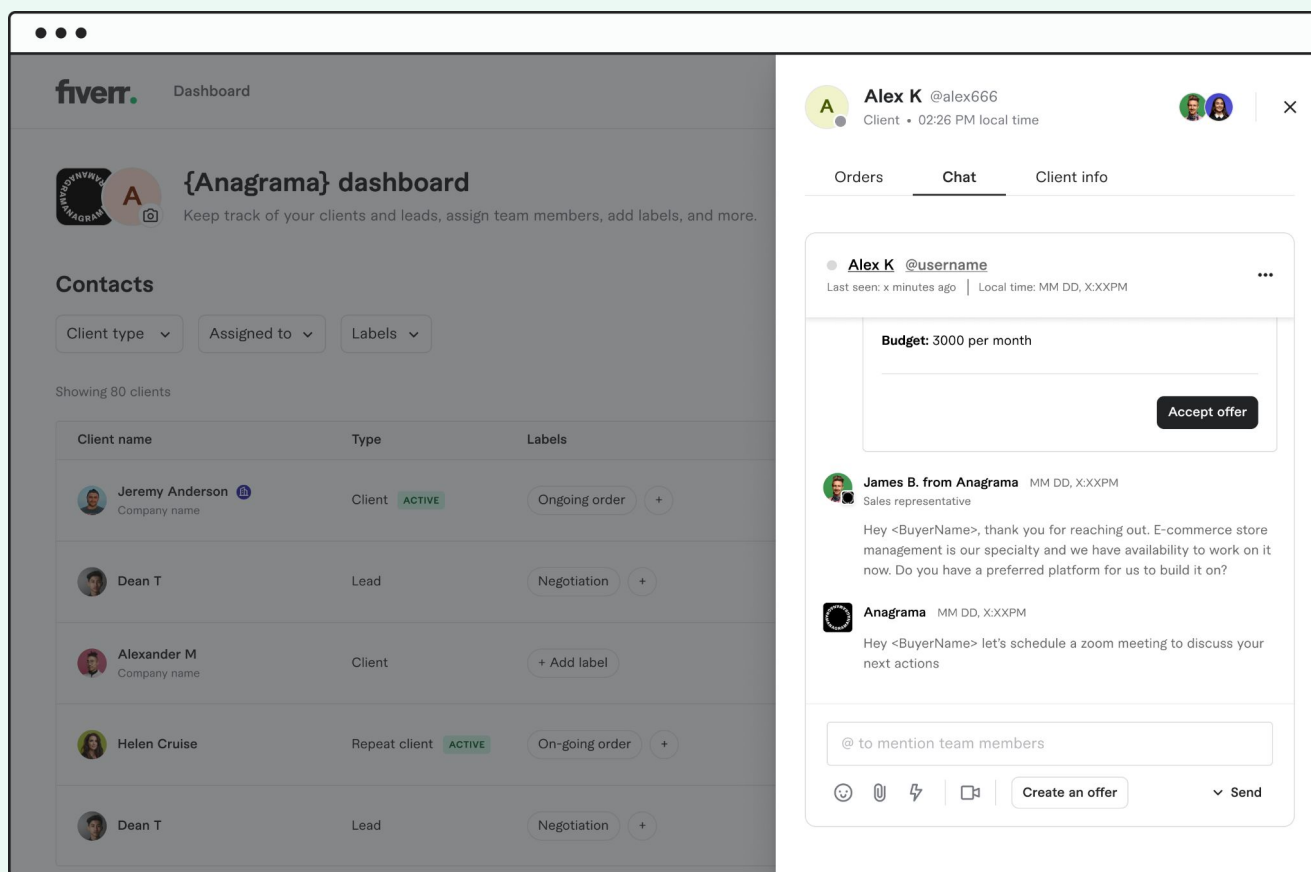 fiverr.
Dashboard
{Anagrama} dashboard
Keep track of your clients and leads, assign team members, add labels, and more.
A
Contacts
Client type
Assigned to
Labels
Showing 80 clients
Client name Type Labels
Jeremy Anderson
Company name
Client ACTIVE
Ongoing order +
Dean T
Lead
Negotiation +
Alexander M
Company name
Client
+ Add label
Helen Cruise
Repeat client ACTIVE
On-going order +
Dean T
Lead
Negotiation +
A
Alex K @alex666
Client • 02:26 PM local time
Orders Chat Client info
Alex K @username
Last seen: x minutes ago | Local time: MM DD, X:XXPM
Budget: 3000 per month
Accept offer
James B. from Anagrama MM DD, X:XXPM
Sales representative
Hey <BuyerName>, thank you for reaching out. E-commerce store
management is our specialty and we have availability to work on it
now. Do you have a preferred platform for us to build it on?
Anagrama MM DD, X:XXPM
Hey <BuyerName> let's schedule a zoom meeting to discuss your
next actions
@ to mention team members
Create an offer
Send